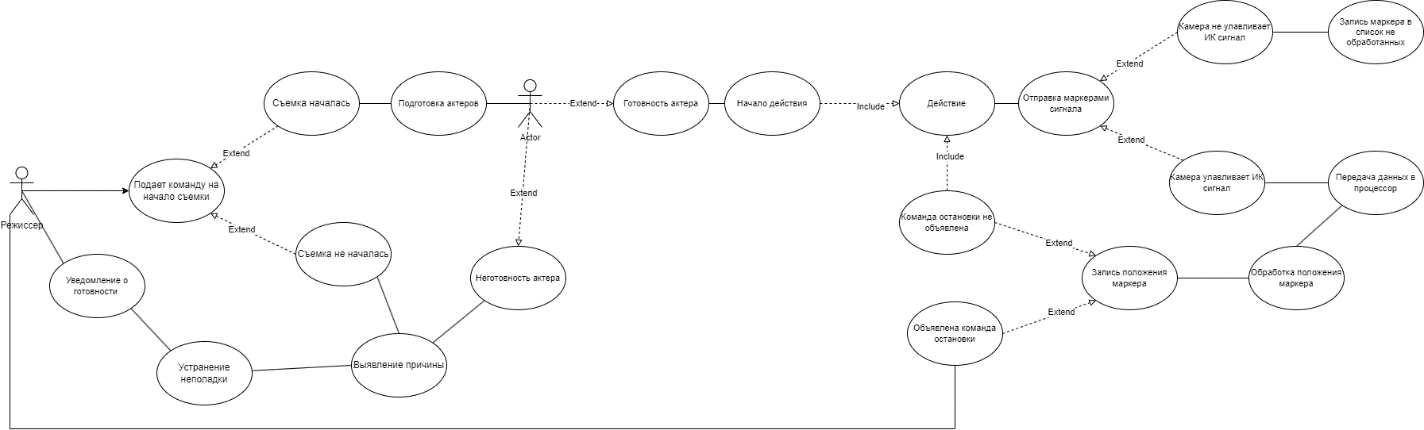 Камера не улавливает
ИК сигнал
Запись маркера в
список не
обработанных
Extend
Съемка началась
Подготовка актеров
Actor
Extend
Готовность актера
Начало действия
Include
Действие
Отправка маркерами
сигнала
Extend
Extend
Include
Подает команду на
начало съемки
Режиссер
Extend
Extend
Камера улавливает ИК
сигнал
Передача данных в
процессор
Команда остановки не
объявлена
Extend
Съемка не началась
Неготовность актера
Запись положения
маркера
Обработка положения
маркера
Уведомление о
готовности
Extend
Объявлена команда
остановки
Выявление причины
Устранение
неполадки